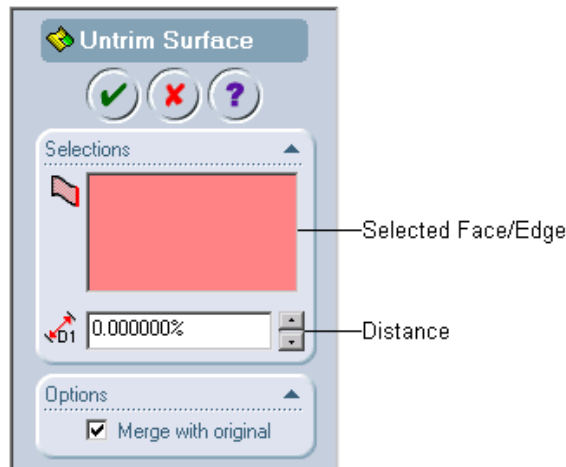 Untrim Surface
?
Selections
Selected Face/Edge
D1
0.000000%
Distance
Options
Merge with original